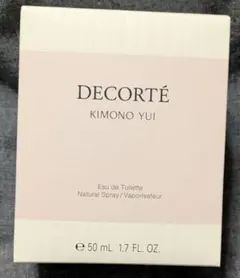 DECORTÉ
KIMONO YUI
Eau de Toilette
Natural Spray / Vaporisateur
℮ 50 mL 1.7 FL. OZ.